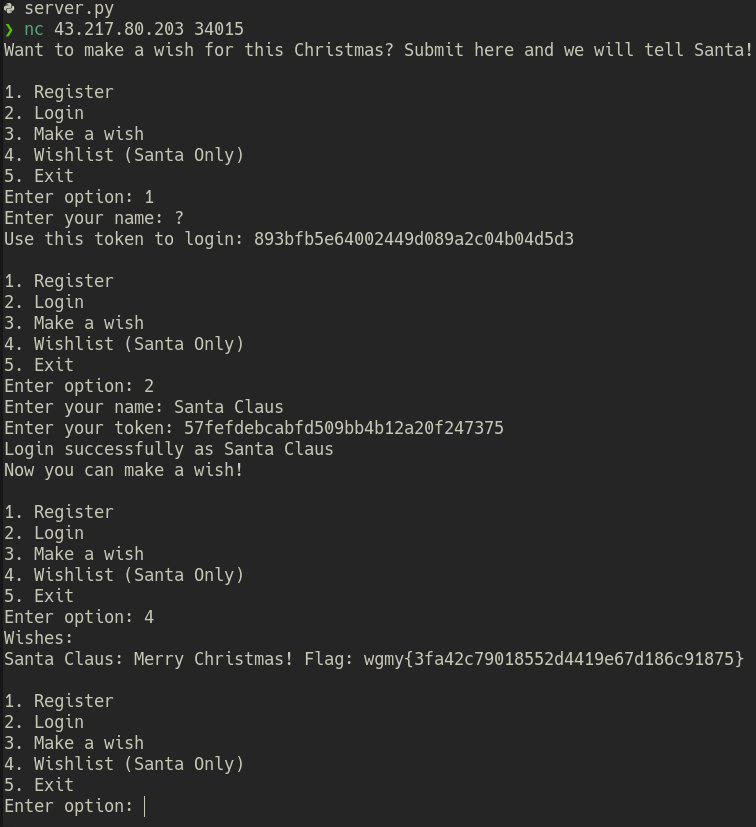 server.py
❯ nc 43.217.80.203 34015
Want to make a wish for this Christmas? Submit here and we will tell Santa!
1. Register
2. Login
3. Make a wish
4. Wishlist (Santa Only)
5. Exit
Enter option: 1
Enter your name: ?
Use this token to login: 893bfb5e64002449d089a2c04b04d5d3
1. Register
2. Login
3. Make a wish
4. Wishlist (Santa Only)
5. Exit
Enter option: 2
Enter your name: Santa Claus
Enter your token: 57fefdebcabfd509bb4b12a20f247375
Login successfully as Santa Claus
Now you can make a wish!
1. Register
2. Login
3. Make a wish
4. Wishlist (Santa Only)
5. Exit
Enter option: 4
Wishes:
Santa Claus: Merry Christmas! Flag: wgmy{3fa42c79018552d4419e67d186c91875}
1. Register
2. Login
3. Make a wish
4. Wishlist (Santa Only)
5. Exit
Enter option: